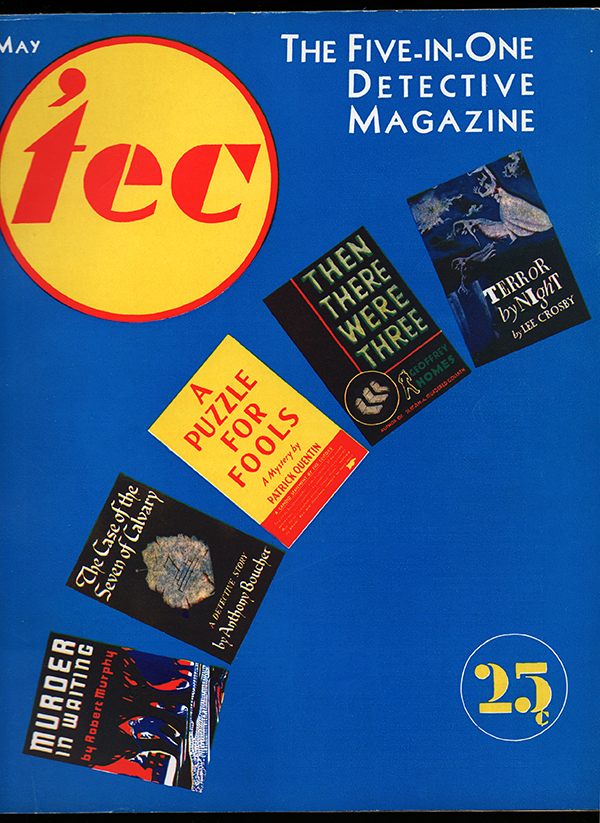 May
'tec
The Five-in-One
Detective
Magazine
TERROR
by NIGHT
by LEE CROSBY
THEN
THERE
WERE
THREE
GEOFFREY
HOMES
A
PUZZLE
FOR
FOOLS
A Mystery by
PATRICK QUENTIN
The Case of the
Seven of Calvary
A DETECTIVE STORY
by Anthony Boucher
MURDER
IN WAITING
by Robert Murphy
25c